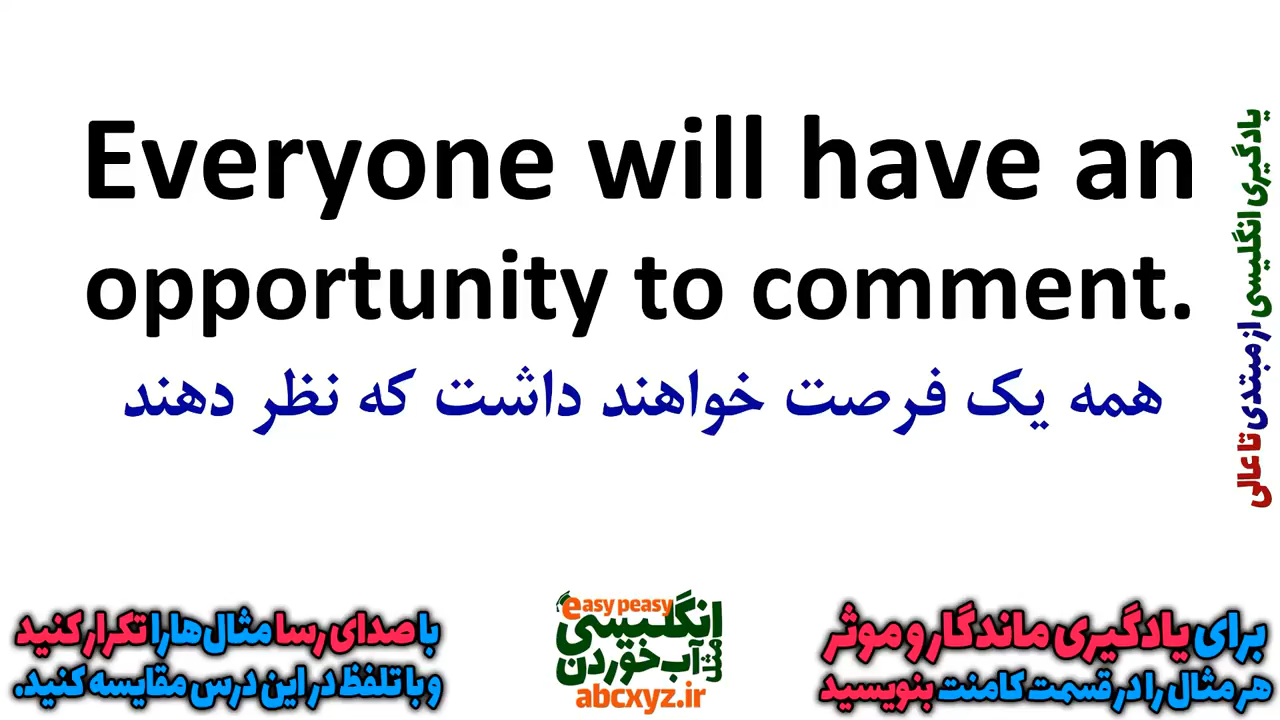 Everyone will have an
opportunity to comment.
همه یک فرصت خواهند داشت که نظر دهند
یادگیری انگلیسی از مبتدی تا عالی
با صدای رسا مثال‌ها را تکرار کنید
و با تلفظ در این درس مقایسه کنید.
easy peasy
انگلیسی
مثل آب خوردن
abcxyz.ir
برای یادگیری ماندگار و موثر
هر مثال را در قسمت کامنت بنویسید